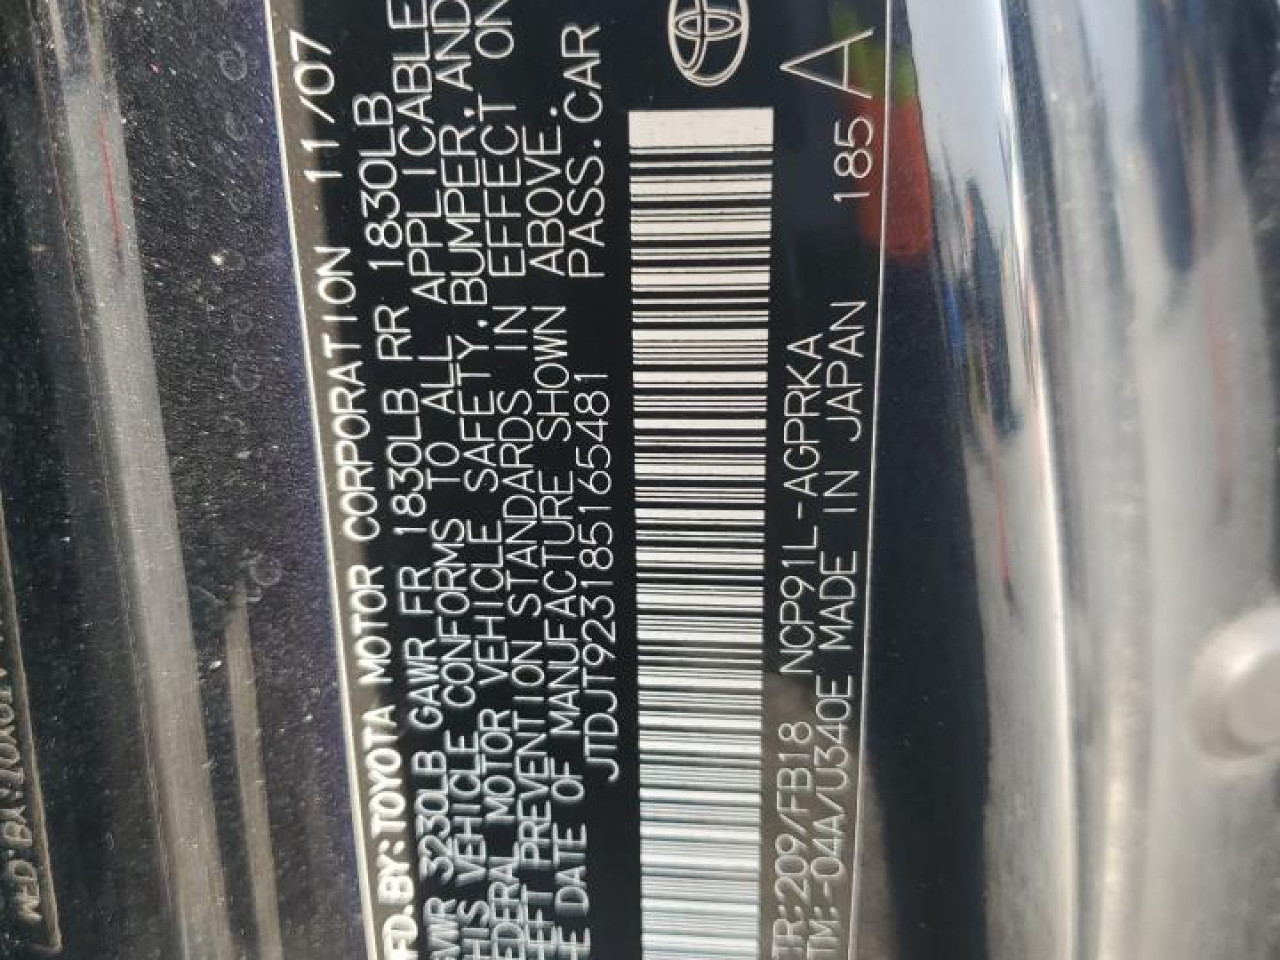 MFD.BY:TOYOTA MOTOR CORPORATION 11/07
GVWR 3230LB GAWR FR 1830LB RR 1830LB
THIS VEHICLE CONFORMS TO ALL APPLICABLE
FEDERAL MOTOR VEHICLE SAFETY.BUMPER,AND
THEFT PREVENTION STANDARDS IN EFFECT ON
THE DATE OF MANUFACTURE SHOWN ABOVE.
JTDJT923185165481 PASS.CAR
TR:209/FB18 NCP91L-AGPRKA 185 A
TM:-04A/U340E MADE IN JAPAN